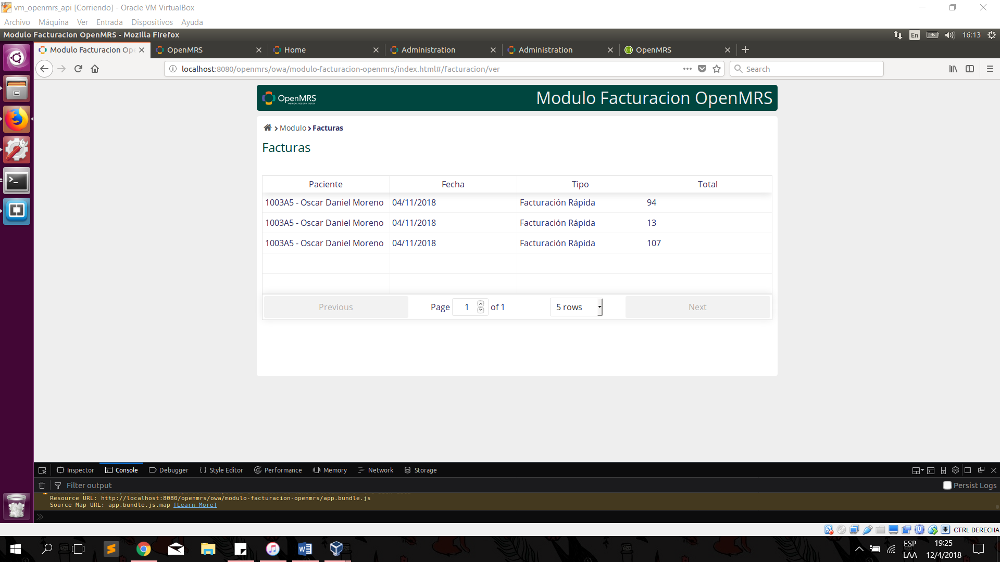 vm_openmrs_api [Corriendo] - Oracle VM VirtualBox
Archivo Máquina Ver Entrada Dispositivos Ayuda
Modulo Facturacion OpenMRS - Mozilla Firefox
En 16:13
Modulo Facturacion Op
OpenMRS
Home
Administration
Administration
OpenMRS
localhost:8080/openmrs/owa/modulo-facturacion-openmrs/index.html#/facturacion/ver
Search
OpenMRS
MEDICAL RECORD SYSTEM
Modulo Facturacion OpenMRS
Modulo Facturas
Facturas
Paciente Fecha Tipo Total
1003A5 - Oscar Daniel Moreno 04/11/2018 Facturación Rápida 94
1003A5 - Oscar Daniel Moreno 04/11/2018 Facturación Rápida 13
1003A5 - Oscar Daniel Moreno 04/11/2018 Facturación Rápida 107
Previous Page 1 of 1 5 rows Next
Inspector Console Debugger Style Editor Performance Memory Network Storage
Filter output Persist Logs
Resource URL: http://localhost:8080/openmrs/owa/modulo-facturacion-openmrs/app.bundle.js
Source Map URL: app.bundle.js.map [Learn More]
CTRL DERECHA
ESP 19:25
LAA 12/4/2018